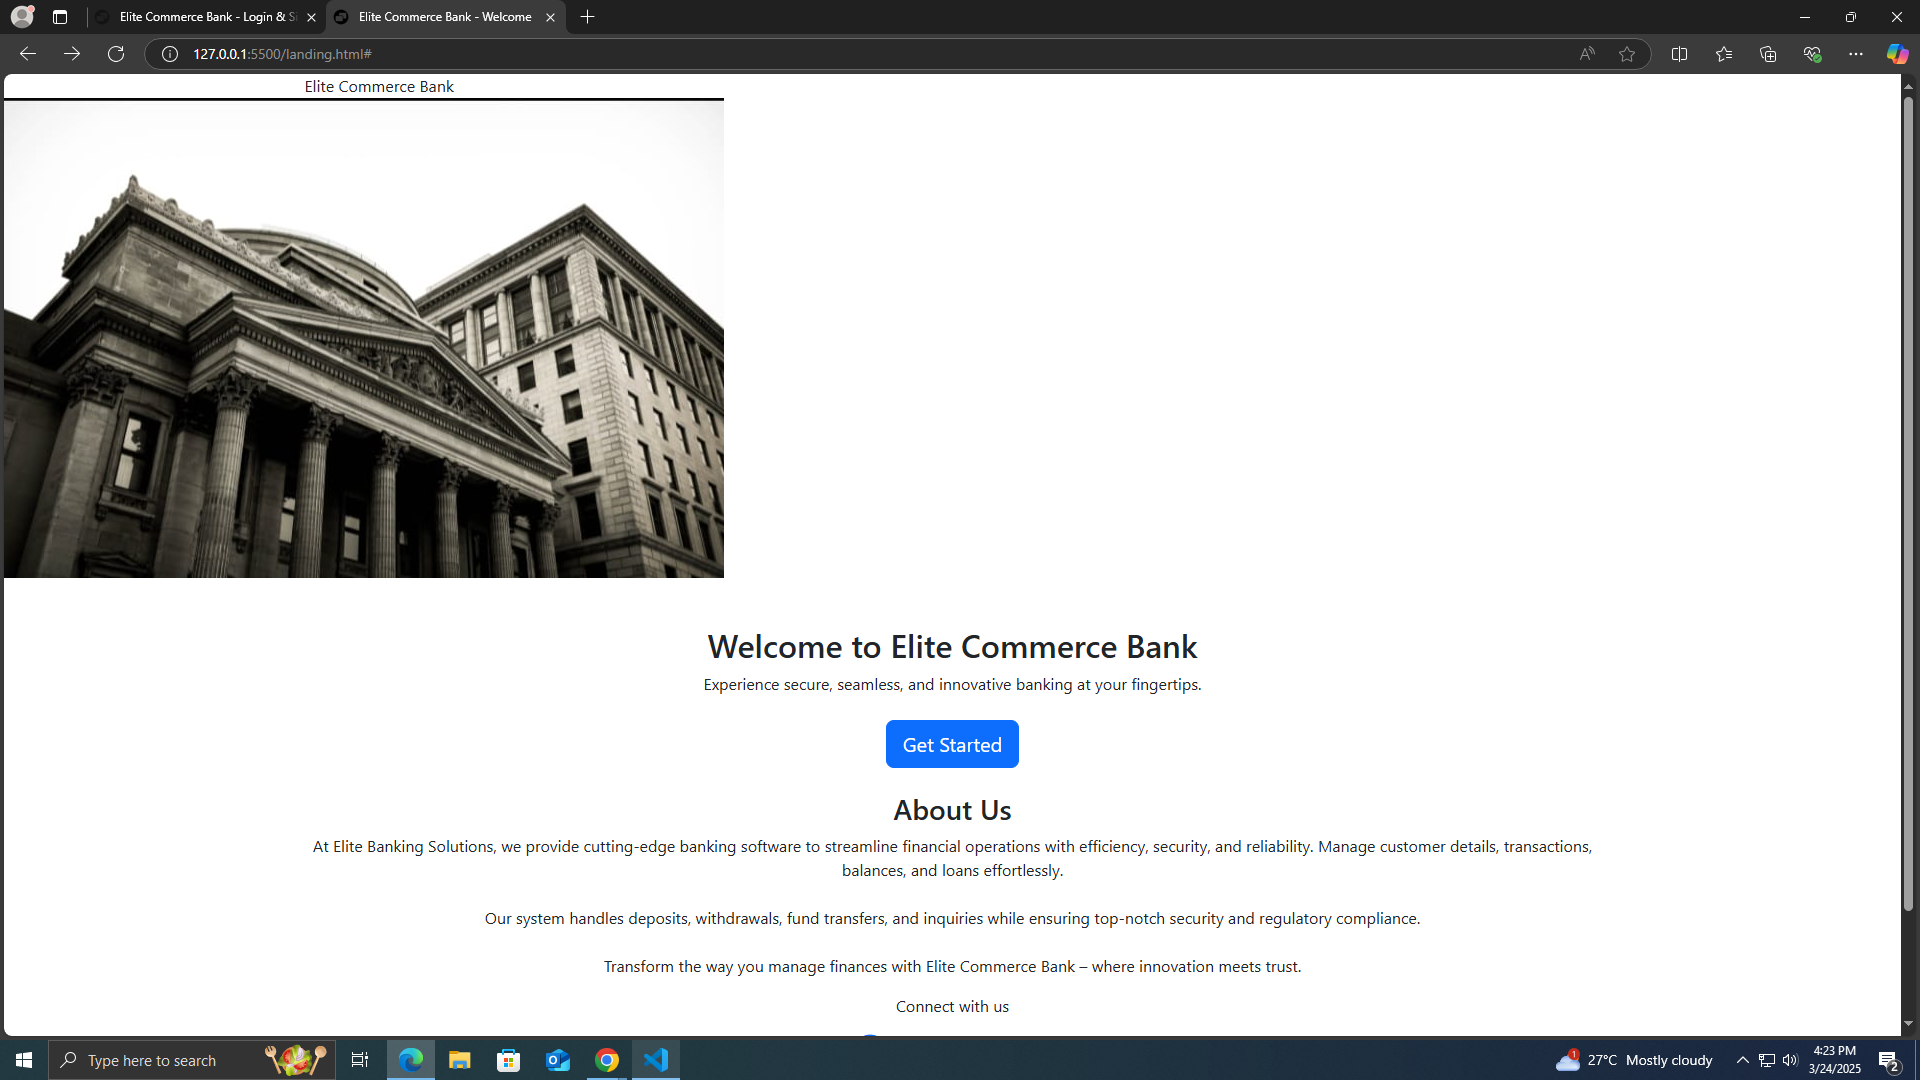 Elite Commerce Bank - Login & Si
Elite Commerce Bank - Welcome
127.0.0.1:5500/landing.html#
Elite Commerce Bank
Welcome to Elite Commerce Bank
Experience secure, seamless, and innovative banking at your fingertips.
Get Started
About Us
At Elite Banking Solutions, we provide cutting-edge banking software to streamline financial operations with efficiency, security, and reliability. Manage customer details, transactions,
balances, and loans effortlessly.
Our system handles deposits, withdrawals, fund transfers, and inquiries while ensuring top-notch security and regulatory compliance.
Transform the way you manage finances with Elite Commerce Bank – where innovation meets trust.
Connect with us
Type here to search
1
27°C Mostly cloudy
4:23 PM
3/24/2025
2